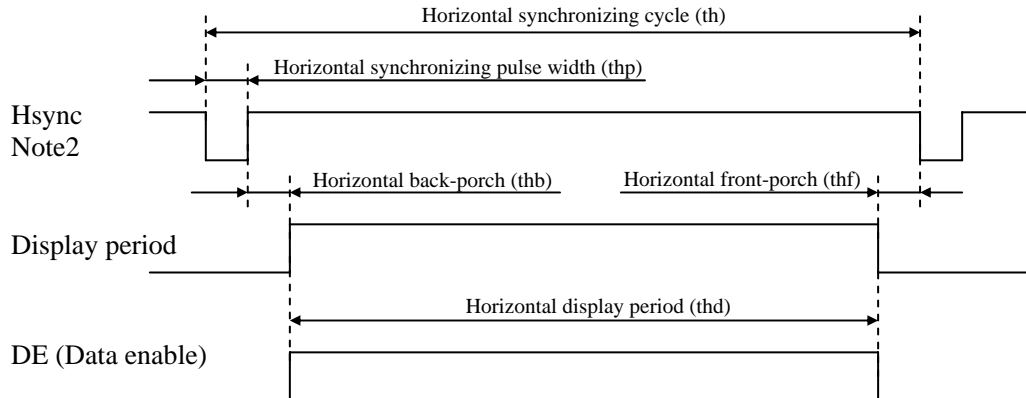 Horizontal synchronizing cycle (th)
Horizontal synchronizing pulse width (thp)
Hsync
Note2
Horizontal back-porch (thb)
Horizontal front-porch (thf)
Display period
Horizontal display period (thd)
DE (Data enable)